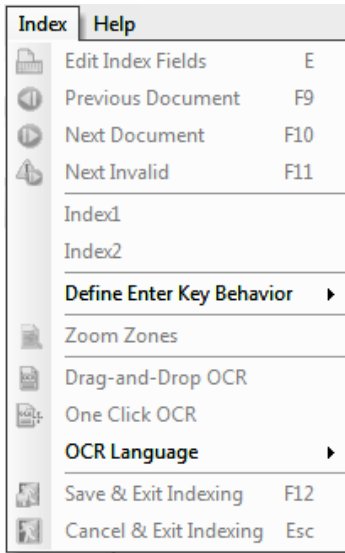 Index Help
Edit Index Fields E
Previous Document F9
Next Document F10
Next Invalid F11
Index1
Index2
Define Enter Key Behavior
Zoom Zones
Drag-and-Drop OCR
One Click OCR
OCR Language
Save & Exit Indexing F12
Cancel & Exit Indexing Esc